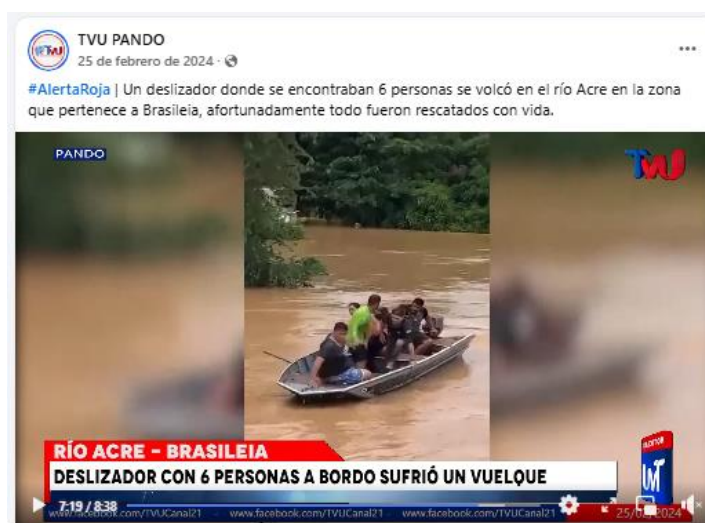 TVU PANDO
25 de febrero de 2024 ·
#AlertaRoja | Un deslizador donde se encontraban 6 personas se volcó en el río Acre en la zona
que pertenece a Brasileia, afortunadamente todo fueron rescatados con vida.
PANDO
TVU
RÍO ACRE - BRASILEIA
DESLIZADOR CON 6 PERSONAS A BORDO SUFRIÓ UN VUELQUE
7:19 / 8:38
www.facebook.com/TVUCanal21 - www.facebook.com/TVUCanal21 - www.facebook.com/TVUCanal21
25/02/2024